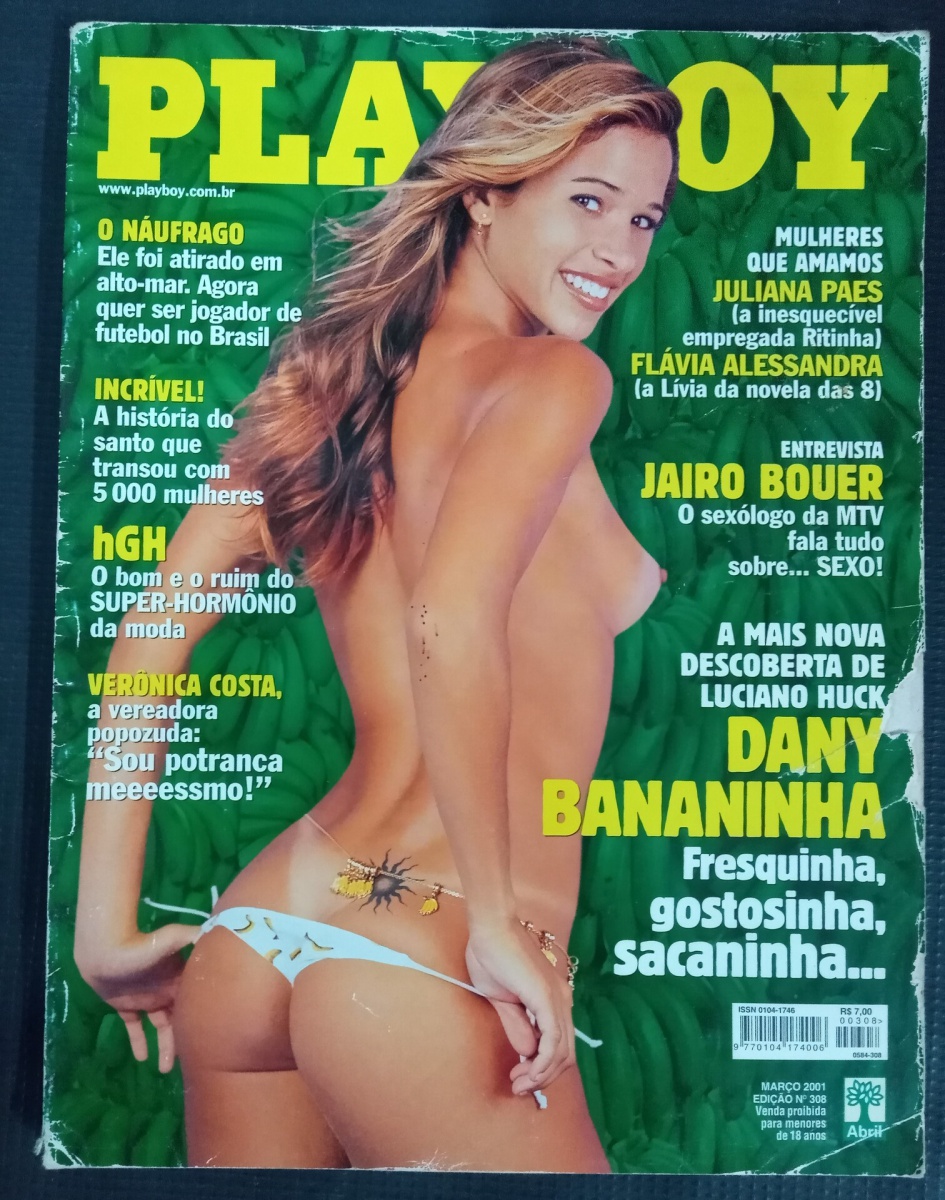 PLAYBOY
www.playboy.com.br
O NÁUFRAGO
Ele foi atirado em
alto-mar. Agora
quer ser jogador de
futebol no Brasil
INCRÍVEL!
A história do
santo que
transou com
5 000 mulheres
hGH
O bom e o ruim do
SUPER-HORMÔNIO
da moda
VERÔNICA COSTA,
a vereadora
popozuda:
“Sou potranca
meeeessmo!”
MULHERES
QUE AMAMOS
JULIANA PAES
(a inesquecível
empregada Ritinha)
FLÁVIA ALESSANDRA
(a Lívia da novela das 8)
ENTREVISTA
JAIRO BOUER
O sexólogo da MTV
fala tudo
sobre... SEXO!
A MAIS NOVA
DESCOBERTA DE
LUCIANO HUCK
DANY
BANANINHA
Fresquinha,
gostosinha,
sacaninha...
ISSN 0104-1746
R$ 7,00
00308>
9 770104 174006
0584-308
MARÇO 2001
EDIÇÃO Nº 308
Venda proibida
para menores
de 18 anos
Abril